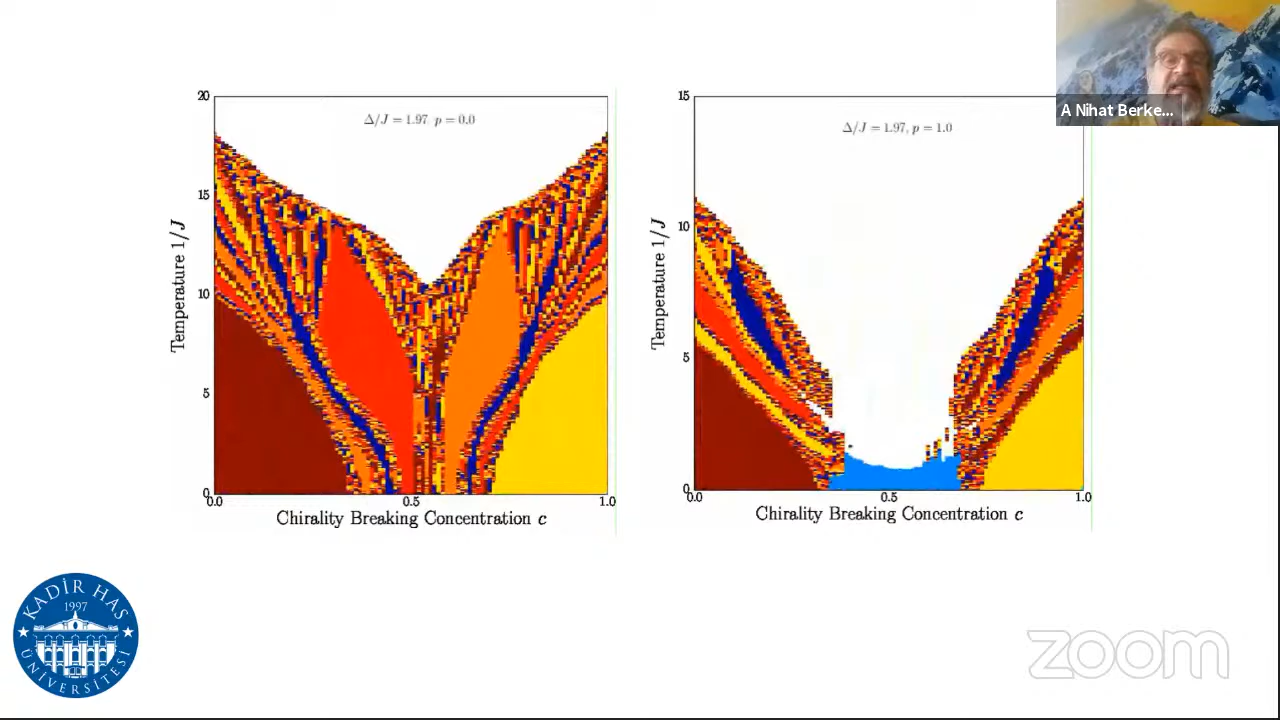 A Nihat Berke...
20
15
10
5
0
Temperature 1/J
Δ/J = 1.97 p = 0.0
0.0
0.5
1.0
Chirality Breaking Concentration c
15
10
5
0
Temperature 1/J
Δ/J = 1.97, p = 1.0
0.0
0.5
1.0
Chirality Breaking Concentration c
KADİR HAS
1997
ÜNİVERSİTESİ
zoom